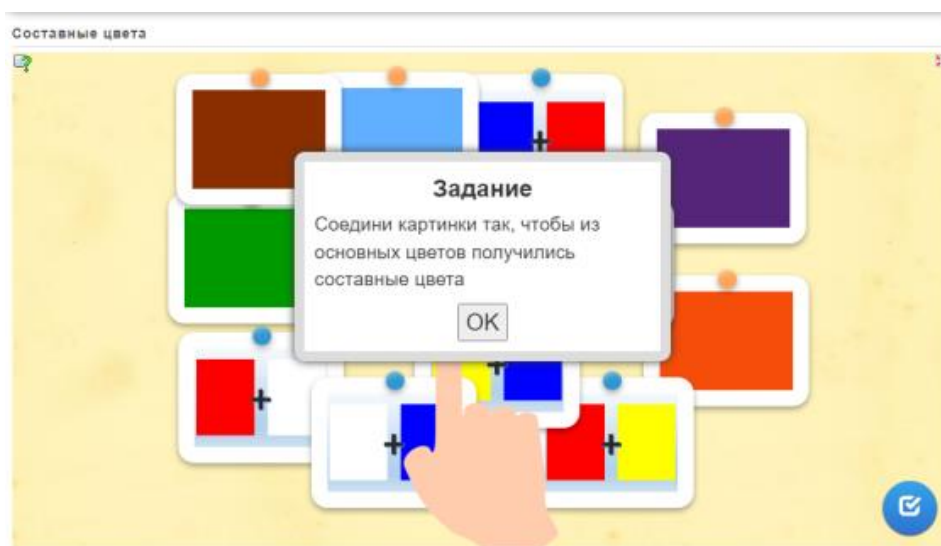 Составные цвета
+
Задание
Соедини картинки так, чтобы из
основных цветов получились
составные цвета
OK
+
+
+
+